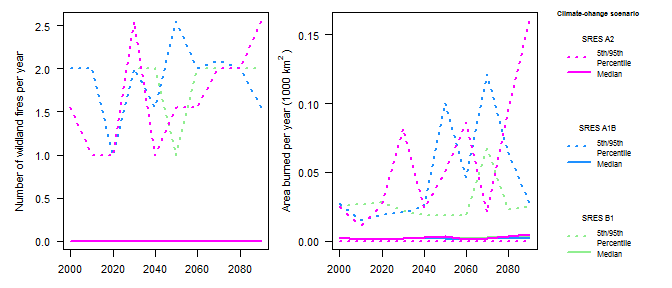 Number of wildland fires per year
2.5
2.0
1.5
1.0
0.5
0.0
2000
2020
2040
2060
2080
Area burned per year (1000 km²)
0.15
0.10
0.05
0.00
2000
2020
2040
2060
2080
Climate-change scenario
SRES A2
5th/95th
Percentile
Median
SRES A1B
5th/95th
Percentile
Median
SRES B1
5th/95th
Percentile
Median